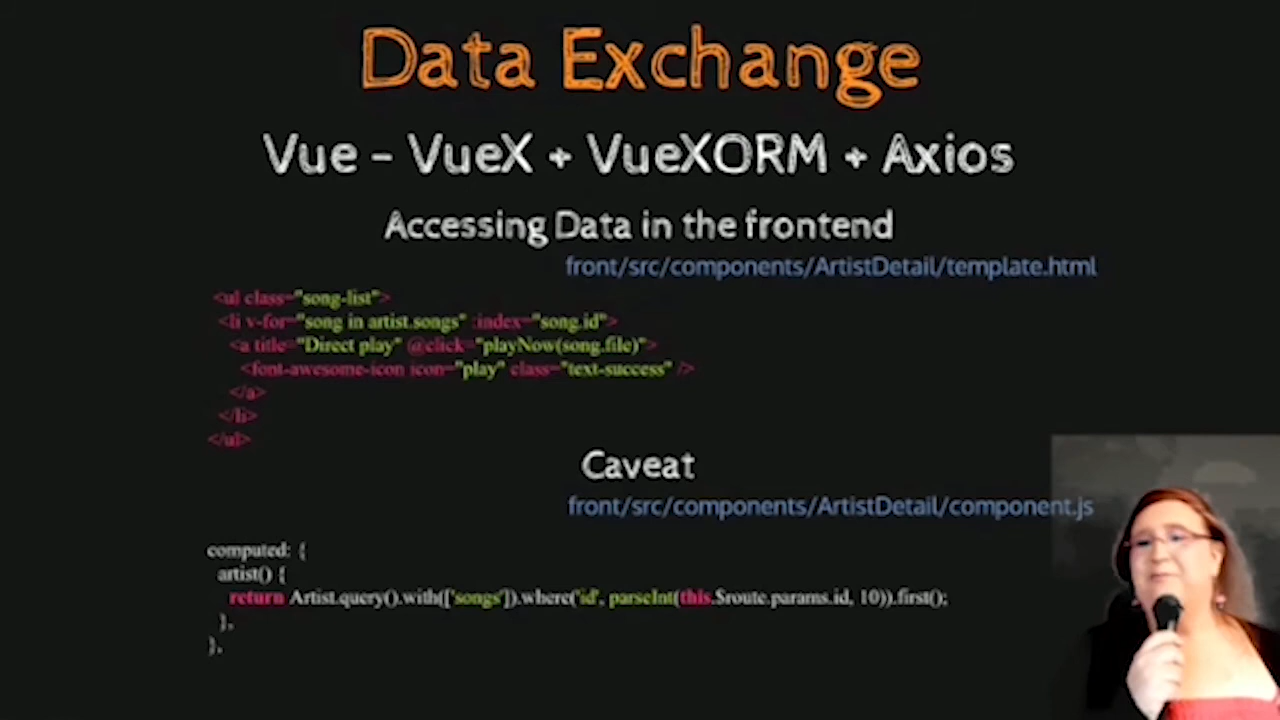 Data Exchange
Vue – VueX + VueXORM + Axios
Accessing Data in the frontend
front/src/components/ArtistDetail/template.html
<ul class="song-list">
<li v-for="song in artist.songs" :index="song.id">
<a title="Direct play" @click="playNow(song.file)">
<font-awesome-icon icon="play" class="text-success" />
</a>
</li>
</ul>
Caveat
front/src/components/ArtistDetail/component.js
computed: {
artist() {
return Artist.query().with(['songs']).where('id', parseInt(this.$route.params.id, 10)).first();
},
},